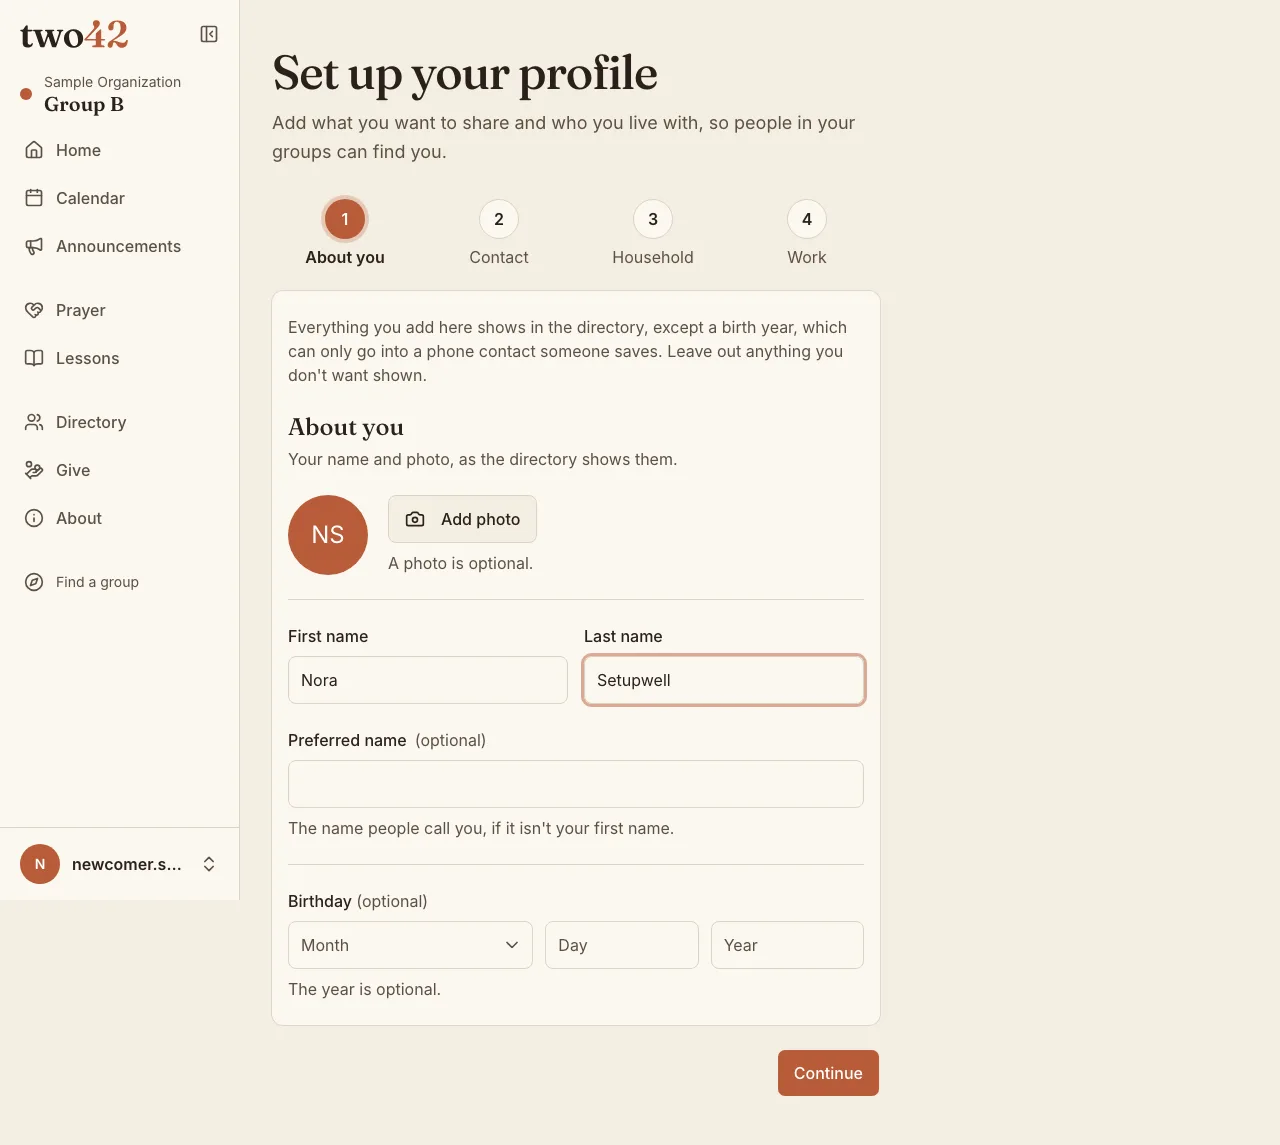 two42
Sample Organization
Group B
Home
Calendar
Announcements
Prayer
Lessons
Directory
Give
About
Find a group
N
newcomer.s...
Set up your profile
Add what you want to share and who you live with, so people in your
groups can find you.
1
2
3
4
About you
Contact
Household
Work
Everything you add here shows in the directory, except a birth year, which
can only go into a phone contact someone saves. Leave out anything you
don't want shown.
About you
Your name and photo, as the directory shows them.
NS
Add photo
A photo is optional.
First name
Last name
Nora
Setupwell
Preferred name (optional)
The name people call you, if it isn't your first name.
Birthday (optional)
Month
Day
Year
The year is optional.
Continue